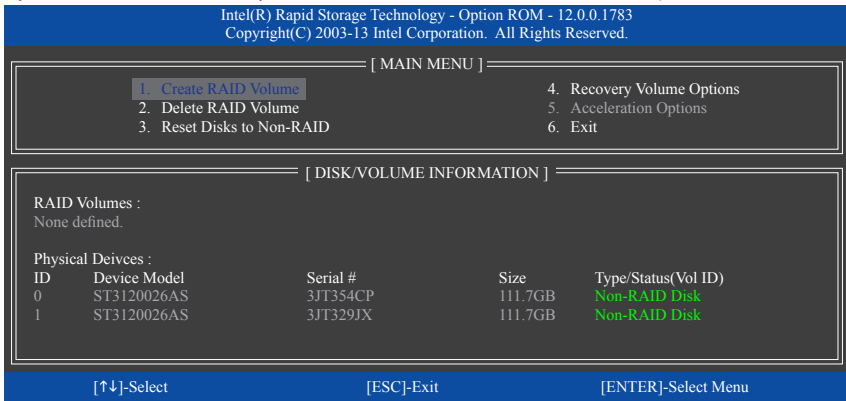 Intel(R) Rapid Storage Technology - Option ROM - 12.0.0.1783
Copyright(C) 2003-13 Intel Corporation. All Rights Reserved.
[ MAIN MENU ]
1. Create RAID Volume
2. Delete RAID Volume
3. Reset Disks to Non-RAID
4. Recovery Volume Options
5. Acceleration Options
6. Exit
[ DISK/VOLUME INFORMATION ]
RAID Volumes :
None defined.
Physical Deivces :
ID Device Model Serial # Size Type/Status(Vol ID)
0 ST3120026AS 3JT354CP 111.7GB Non-RAID Disk
1 ST3120026AS 3JT329JX 111.7GB Non-RAID Disk
[↑↓]-Select [ESC]-Exit [ENTER]-Select Menu